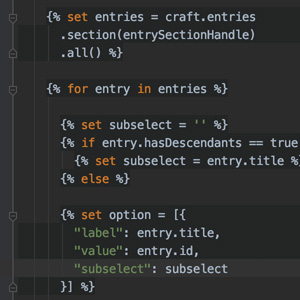 {% set entries = craft.entries
.section(entrySectionHandle)
.all() %}
{% for entry in entries %}
{% set subselect = '' %}
{% if entry.hasDescendants == true
{% set subselect = entry.title %
{% else %}
{% set option = [{
"label": entry.title,
"value": entry.id,
"subselect": subselect
}] %}